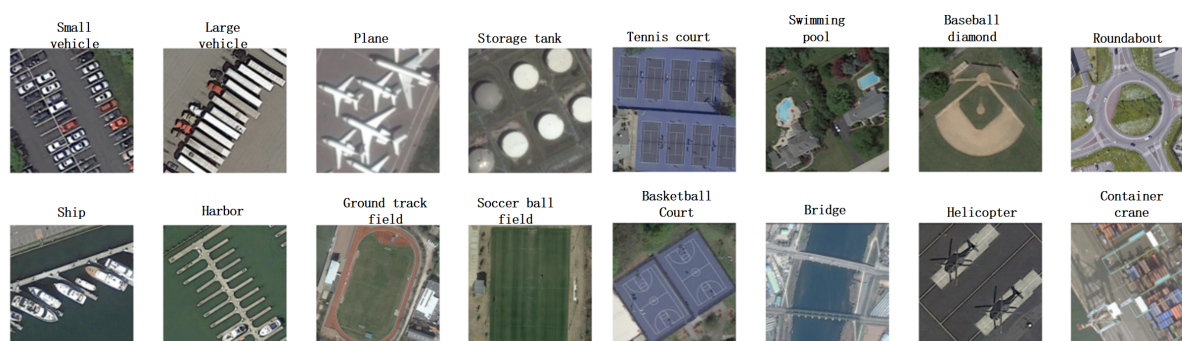 Small
vehicle
Large
vehicle
Plane
Storage tank
Tennis court
Swimming
pool
Baseball
diamond
Roundabout
Ship
Harbor
Ground track
field
Soccer ball
field
Basketball
Court
Bridge
Helicopter
Container
crane